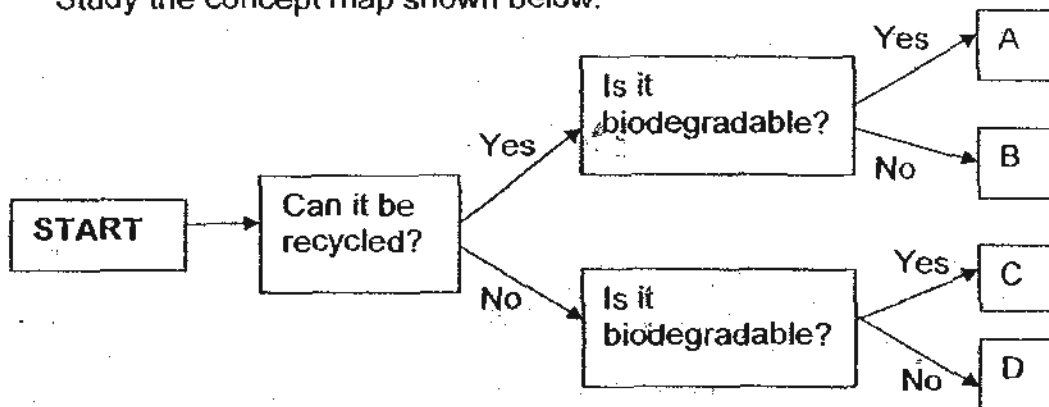 Study the concept map shown below.
Yes
A
Is it
biodegradable?
Yes
No
B
START
Can it be
recycled?
No
Is it
biodegradable?
Yes
C
No
D